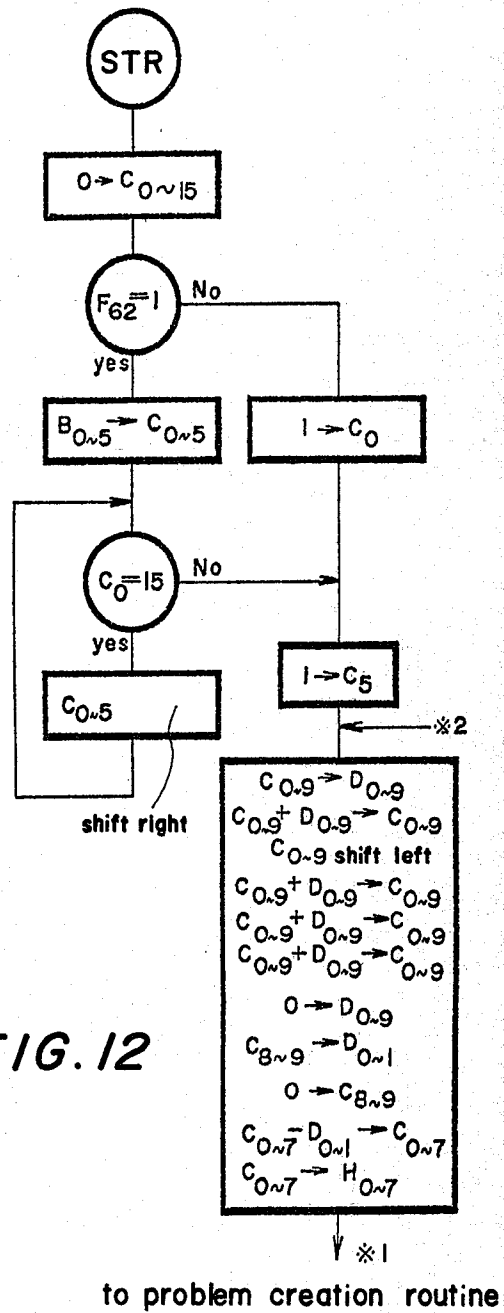 STR
0→C0~15
F62=1
No
yes
B0~5→C0~5
1→C0
C0=15
No
yes
C0~5
1→C5
※2
shift right
C0~9→D0~9
C0~9+D0~9→C0~9
C0~9 shift left
C0~9+D0~9→C0~9
C0~9+D0~9→C0~9
C0~9+D0~9→C0~9
0→D0~9
C8~9→D0~1
0→C8~9
C0~7-D0~1→C0~7
C0~7→H0~7
FIG.12
※1
to problem creation routine